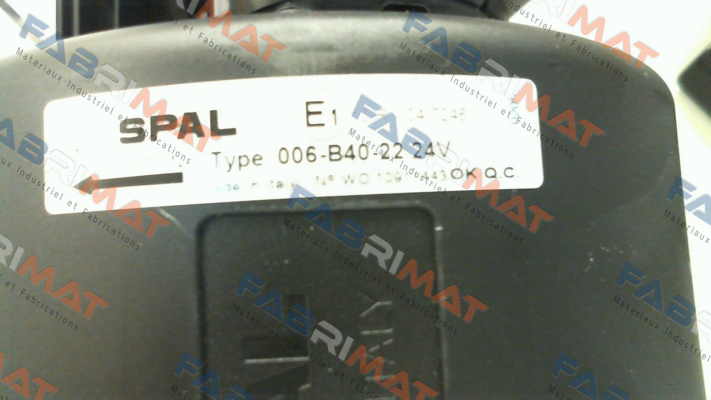 SPAL E1
Type 006-B40-22 24V
OK Q.C.
FABRIMAT
Materiaux Industriel et Fabrications